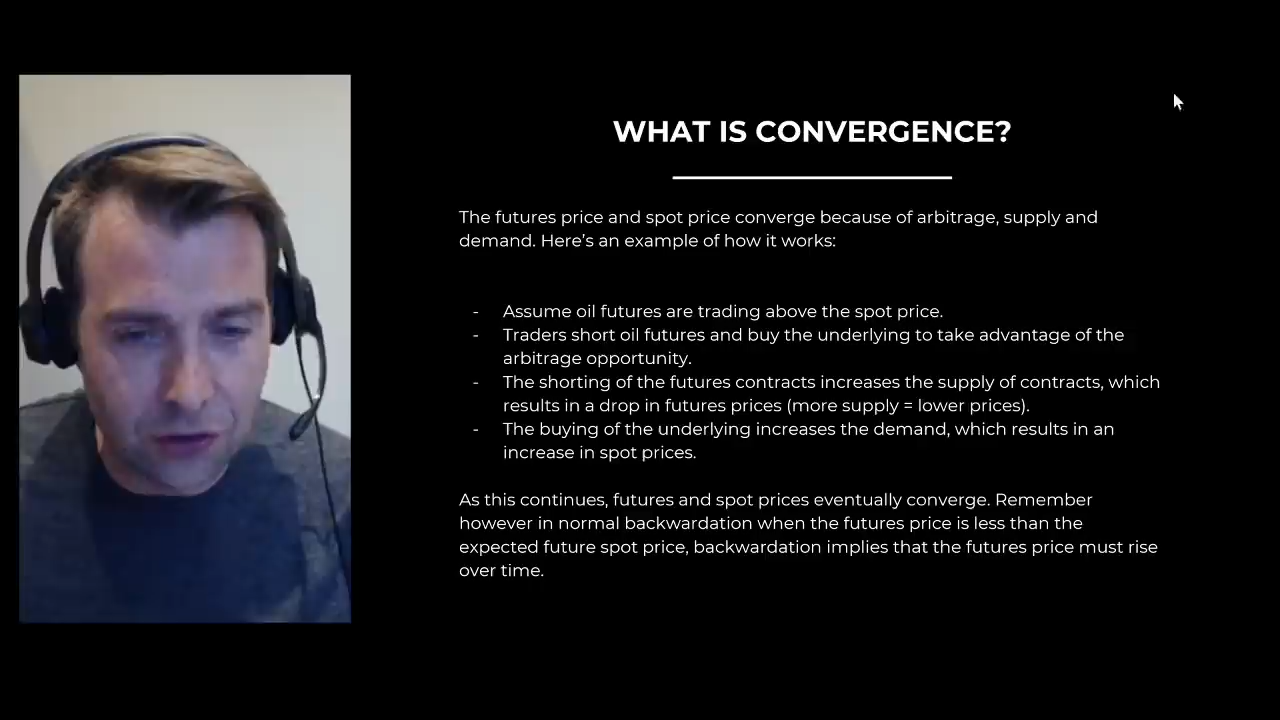 WHAT IS CONVERGENCE?
The futures price and spot price converge because of arbitrage, supply and
demand. Here’s an example of how it works:
- Assume oil futures are trading above the spot price.
- Traders short oil futures and buy the underlying to take advantage of the
arbitrage opportunity.
- The shorting of the futures contracts increases the supply of contracts, which
results in a drop in futures prices (more supply = lower prices).
- The buying of the underlying increases the demand, which results in an
increase in spot prices.
As this continues, futures and spot prices eventually converge. Remember
however in normal backwardation when the futures price is less than the
expected future spot price, backwardation implies that the futures price must rise
over time.